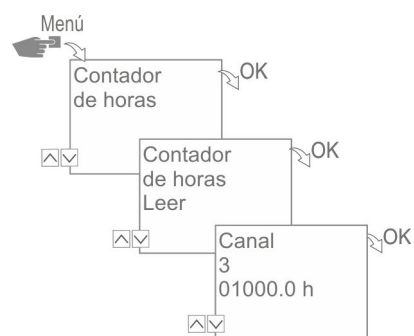 Menú
Contador
de horas
OK
Contador
de horas
Leer
OK
Canal
3
01000.0 h
OK